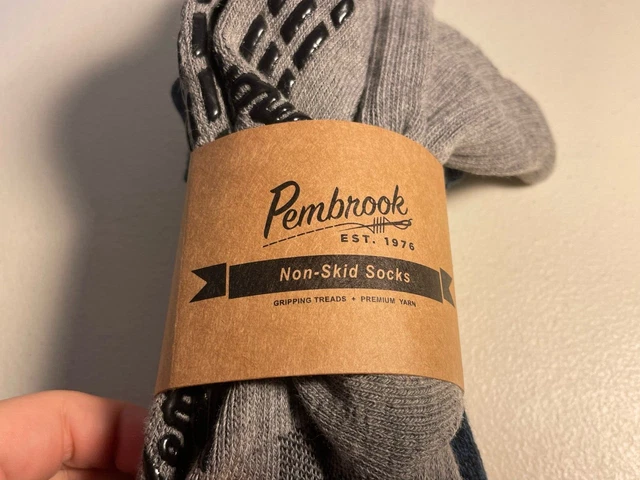 Pembrook
EST. 1976
Non-Skid Socks
GRIPPING TREADS • PREMIUM YARN